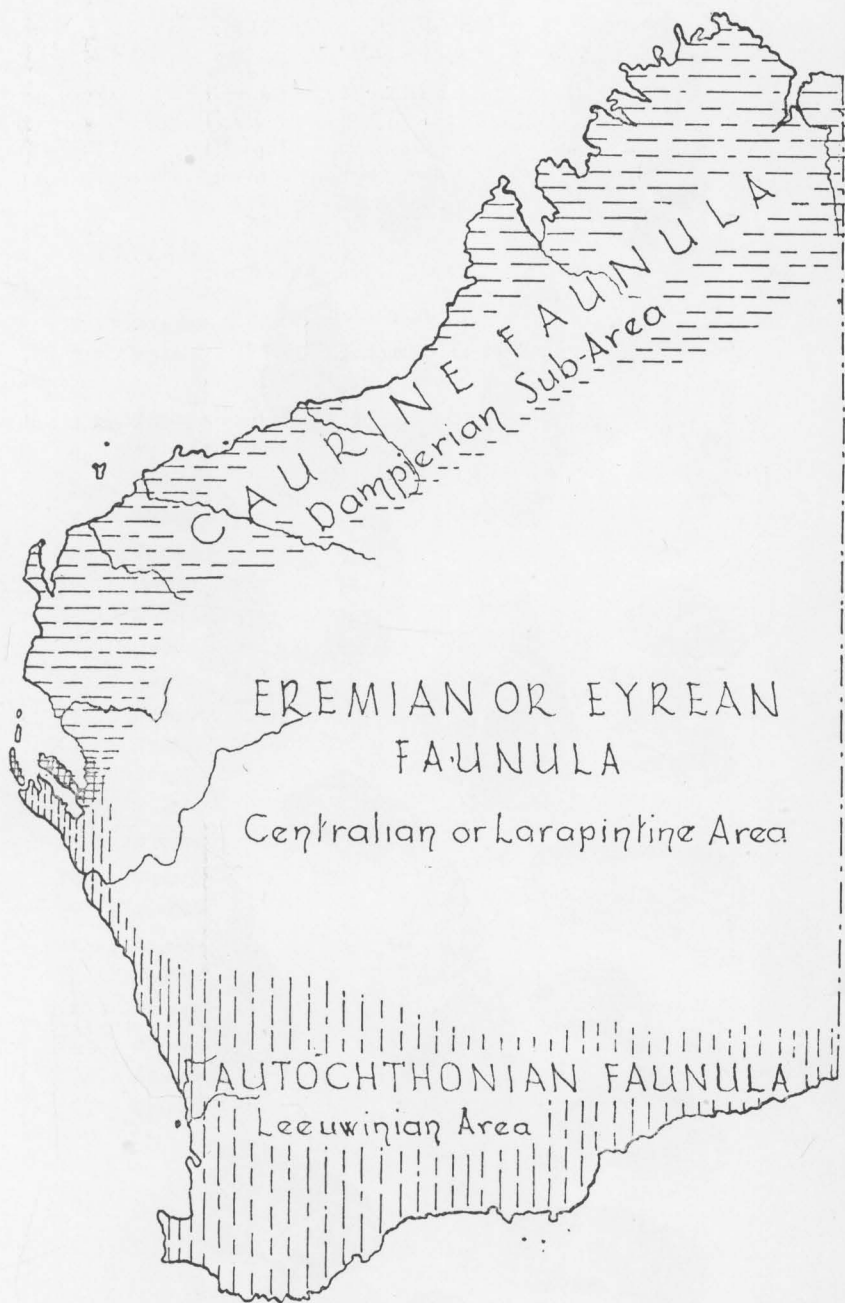 CAURINE FAUNULA
Dampierian Sub-Area
EREMIAN OR EYREAN
FAUNULA
Centralian or Larapintine Area
AUTOCHTHONIAN FAUNULA
Leeuwinian Area